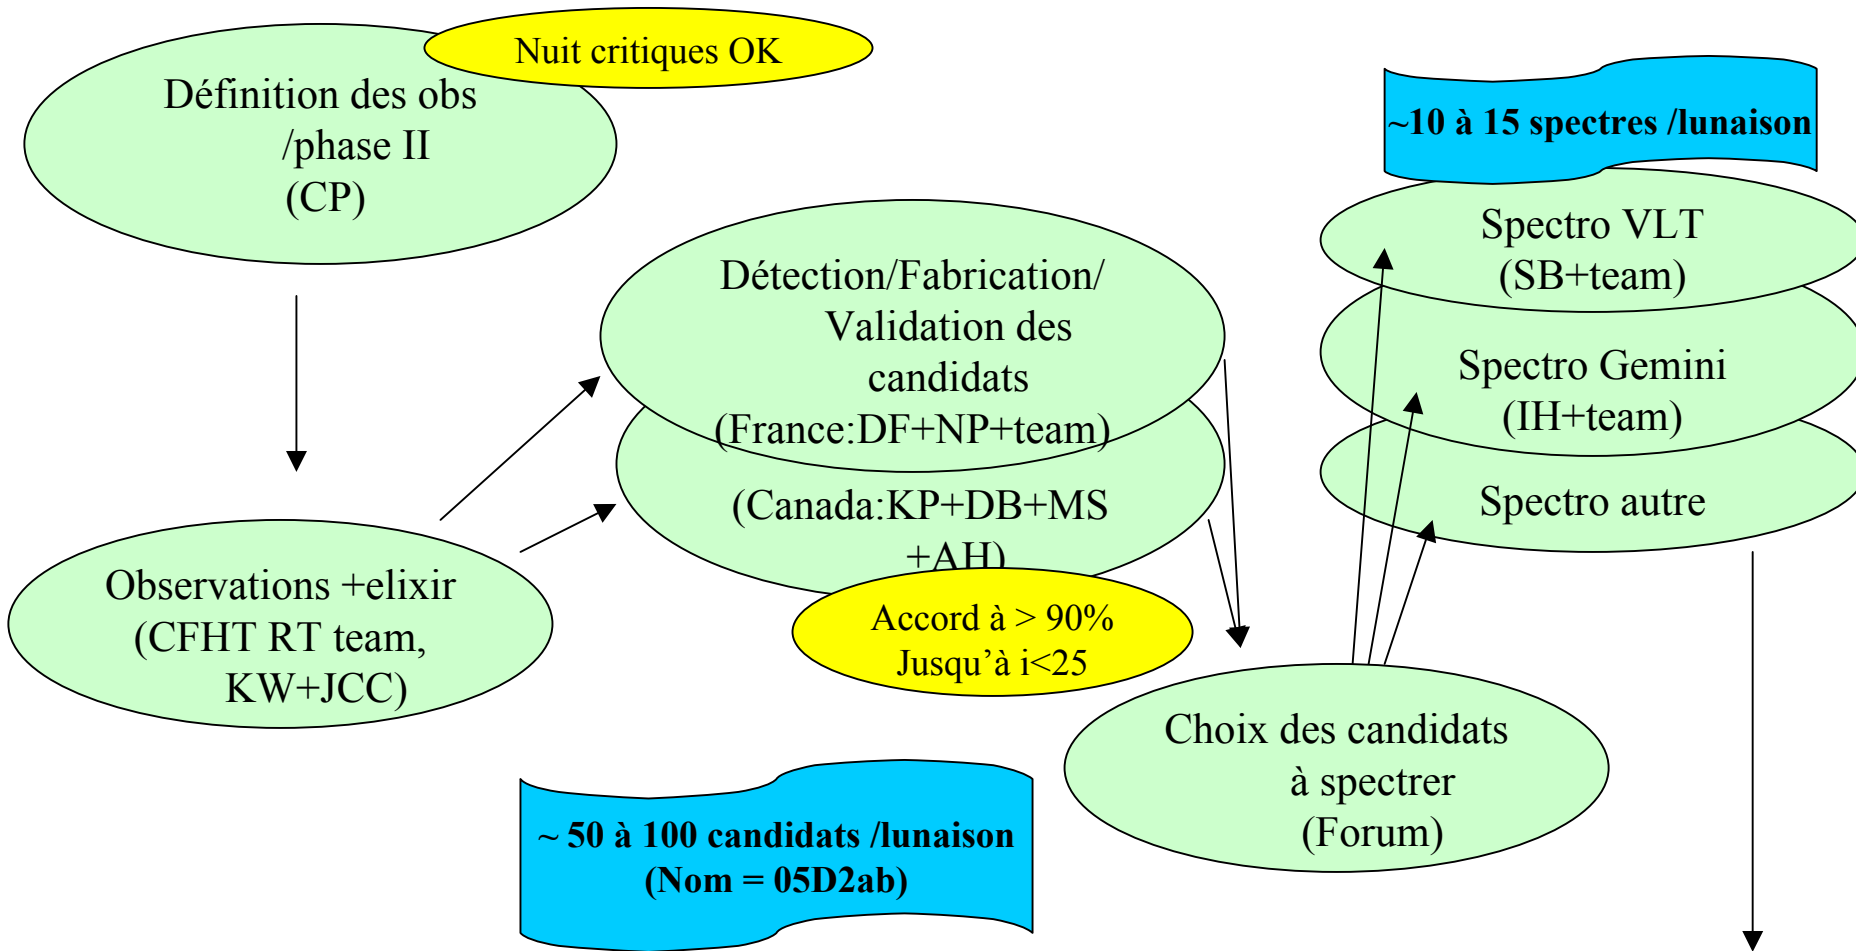 Nuit critiques OK
Définition des obs
/phase II
(CP)
~10 à 15 spectres /lunaison
Spectro VLT
(SB+team)
Spectro Gemini
(IH+team)
Spectro autre
Détection/Fabrication/
Validation des
candidats
(France:DF+NP+team)
(Canada:KP+DB+MS
+AH)
Accord à > 90%
Jusqu’à i<25
Observations +elixir
(CFHT RT team,
KW+JCC)
Choix des candidats
à spectrer
(Forum)
~ 50 à 100 candidats /lunaison
(Nom = 05D2ab)